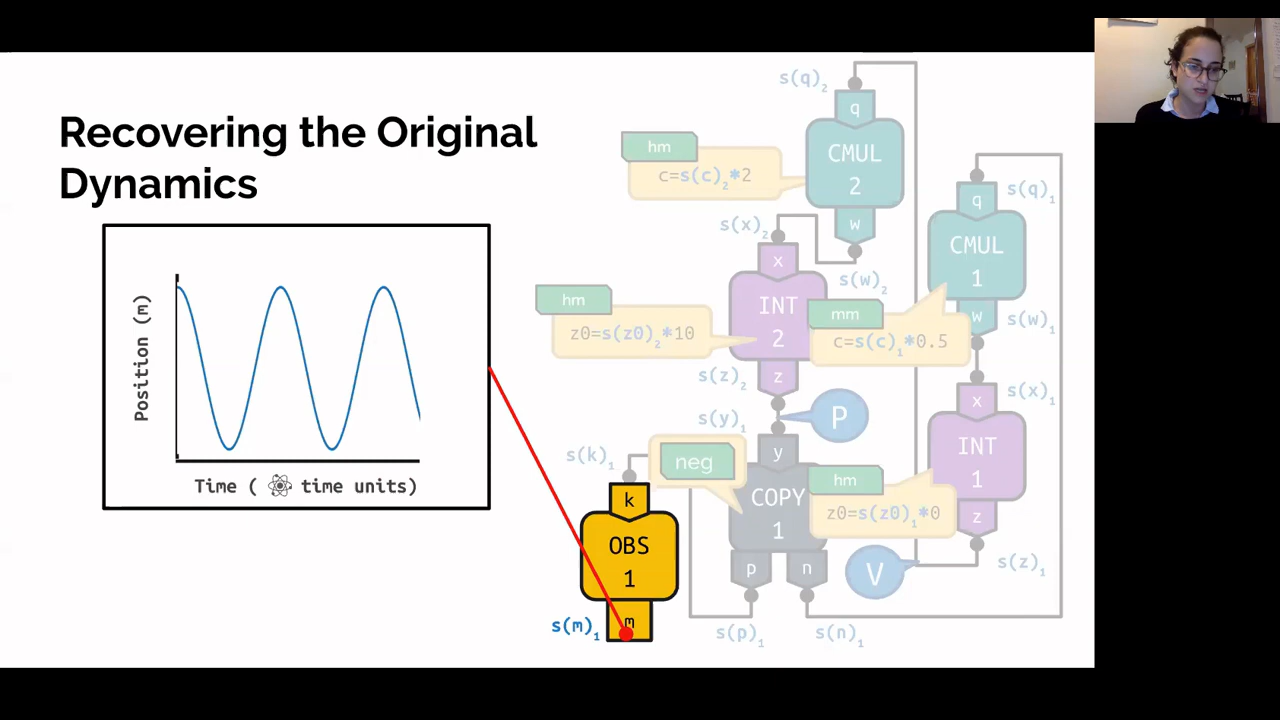 Recovering the Original
Dynamics
Position (m)
Time ( time units)
s(q)2
q
CMUL
2
w
hm
c=s(c)2*2
s(x)2
s(w)2
x
INT
2
z
hm
z0=s(z0)2*10
s(z)2
P
s(y)1
y
COPY
1
p
n
neg
s(k)1
k
OBS
1
m
s(m)1
s(p)1
s(n)1
q
s(q)1
CMUL
1
w
s(w)1
mm
c=s(c)1*0.5
s(x)1
x
INT
1
z
hm
z0=s(z0)1*0
V
s(z)1